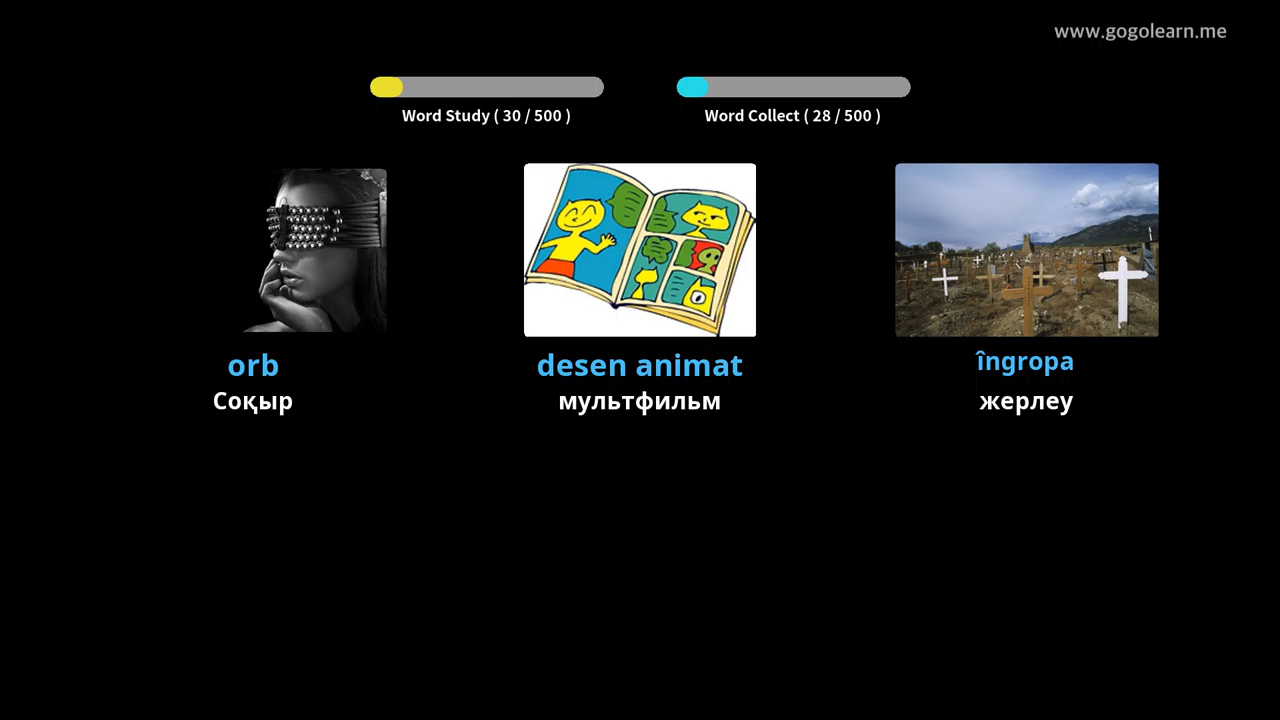 www.gogolearn.me
Word Study ( 30 / 500 )
Word Collect ( 28 / 500 )
orb
desen animat
îngropa
Соқыр
мультфильм
жерлеу